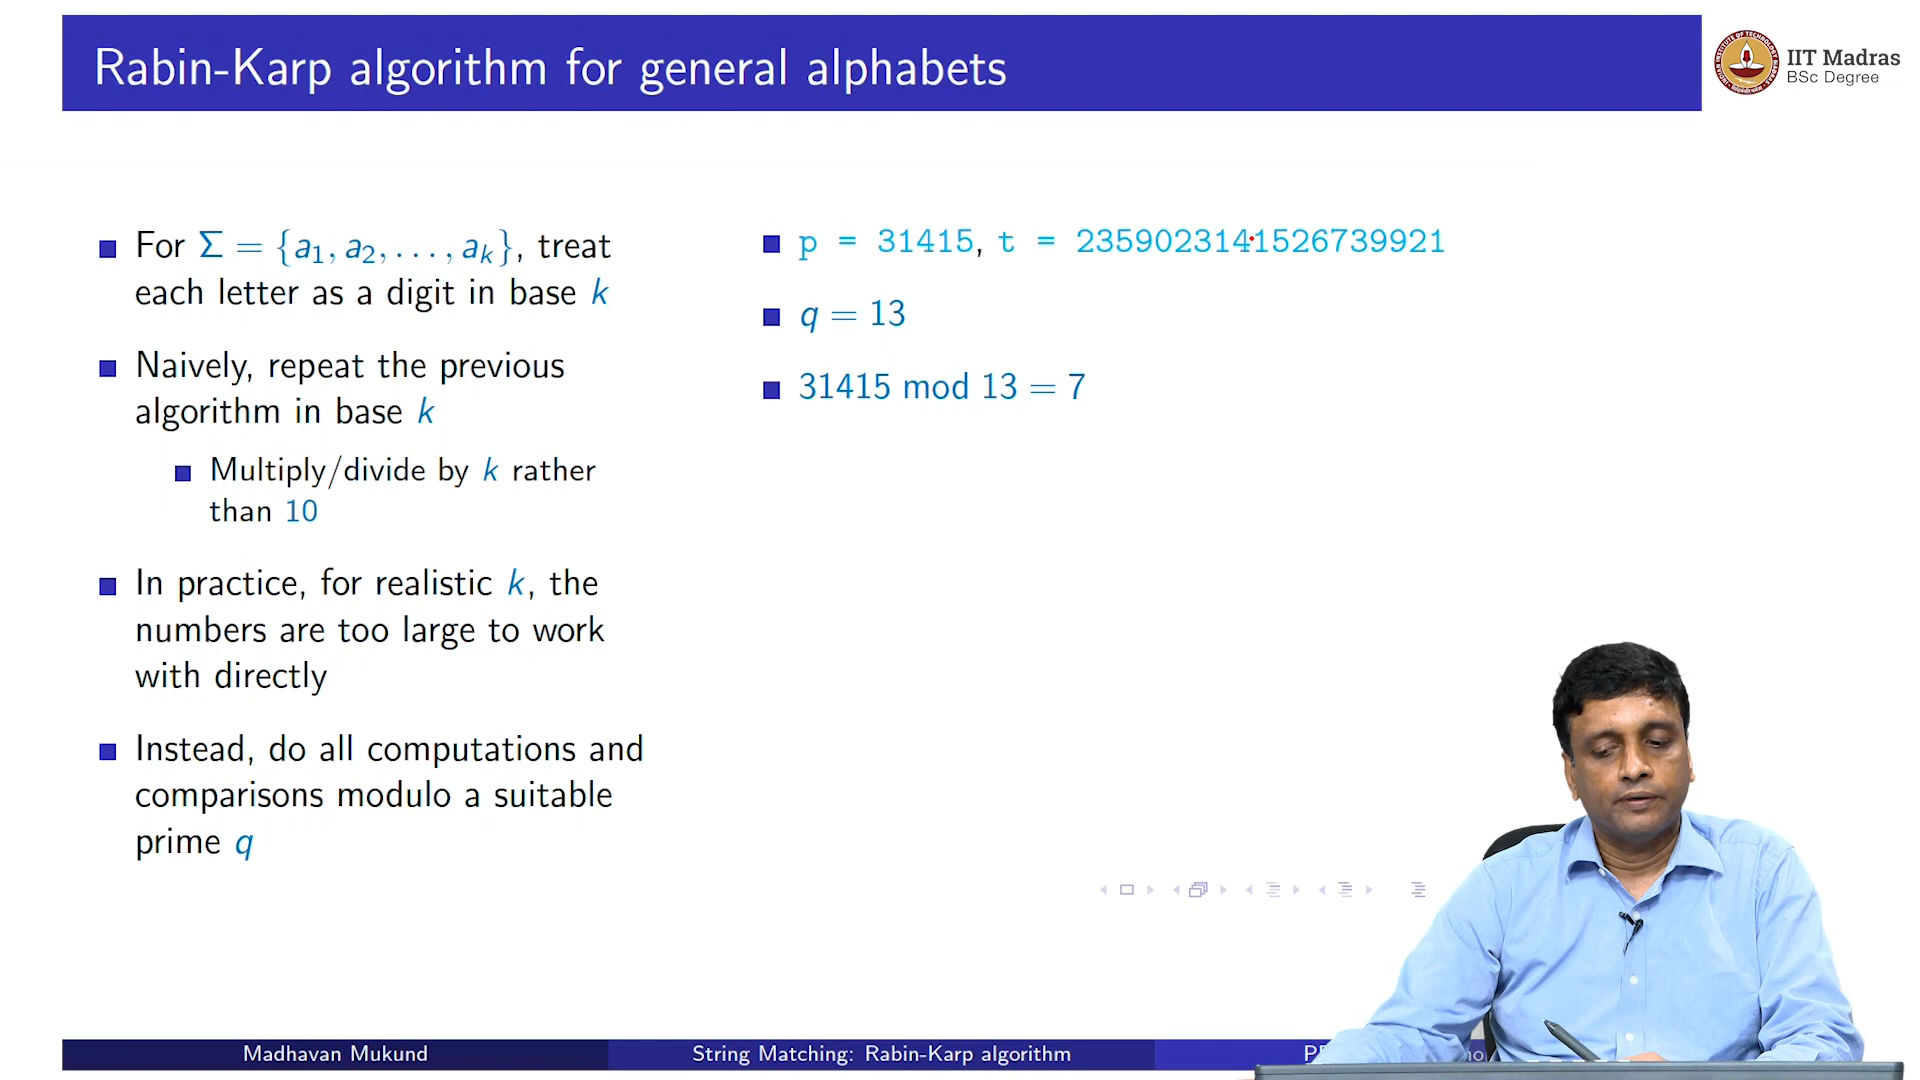 Rabin-Karp algorithm for general alphabets
IIT Madras
BSc Degree
For Σ = {a₁, a₂, . . . , aₖ}, treat
each letter as a digit in base k
Naively, repeat the previous
algorithm in base k
Multiply/divide by k rather
than 10
In practice, for realistic k, the
numbers are too large to work
with directly
Instead, do all computations and
comparisons modulo a suitable
prime q
p = 31415, t = 2359023141526739921
q = 13
31415 mod 13 = 7
Madhavan Mukund
String Matching: Rabin-Karp algorithm